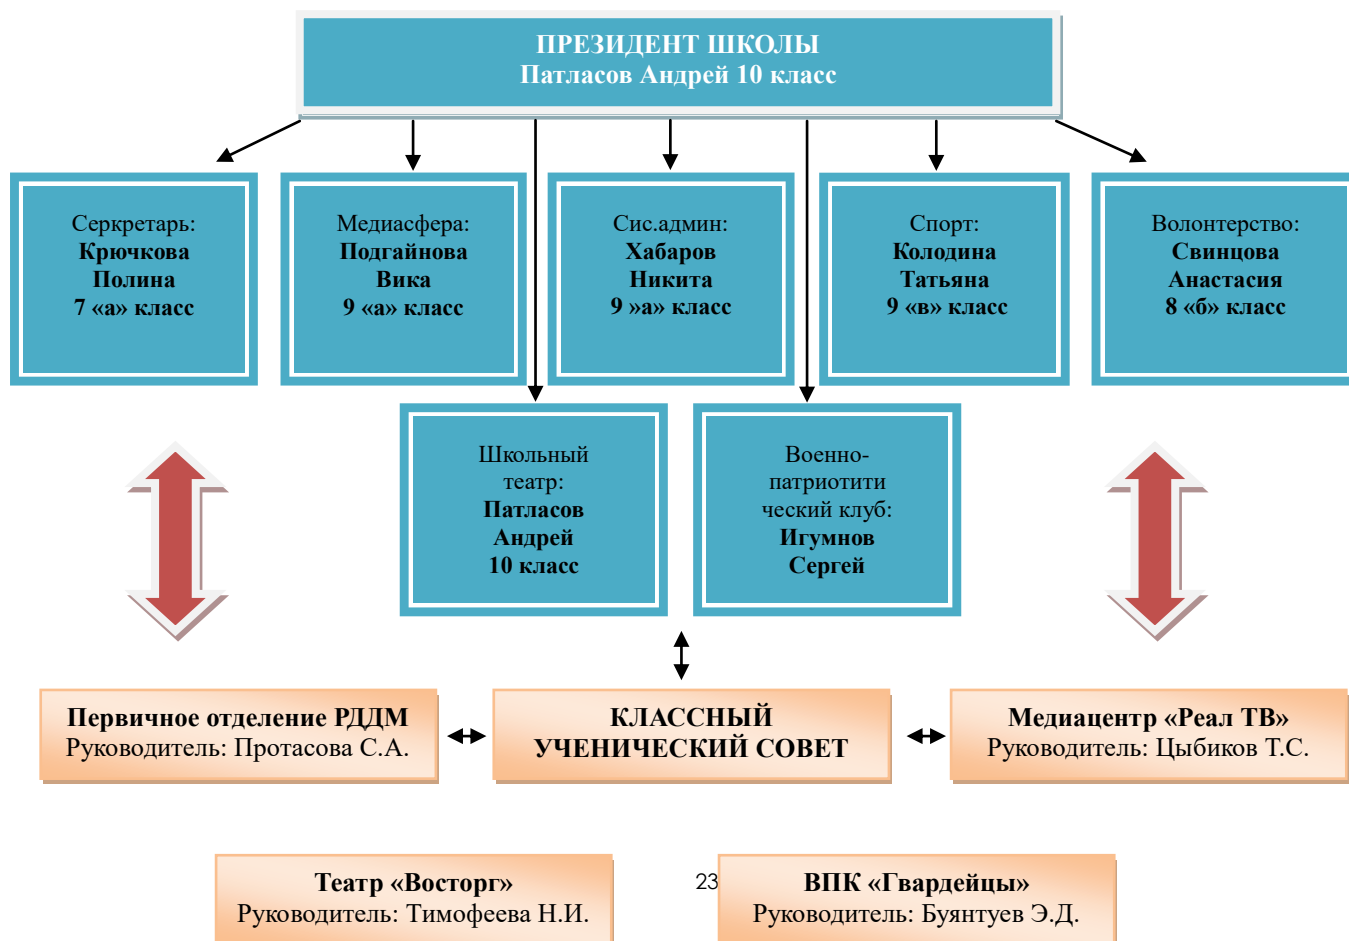 ПРЕЗИДЕНТ ШКОЛЫ
Патласов Андрей 10 класс
Серкретарь:
Крючкова
Полина
7 «а» класс
Медиасфера:
Подгайнова
Вика
9 «а» класс
Сис.админ:
Хабаров
Никита
9 »а» класс
Спорт:
Колодина
Татьяна
9 «в» класс
Волонтерство:
Свинцова
Анастасия
8 «б» класс
Школьный
театр:
Патласов
Андрей
10 класс
Военно-
патриотити
ческий клуб:
Игумнов
Сергей
Первичное отделение РДДМ
Руководитель: Протасова С.А.
КЛАССНЫЙ
УЧЕНИЧЕСКИЙ СОВЕТ
Медиацентр «Реал ТВ»
Руководитель: Цыбиков Т.С.
Театр «Восторг»
Руководитель: Тимофеева Н.И.
23
ВПК «Гвардейцы»
Руководитель: Буянтуев Э.Д.